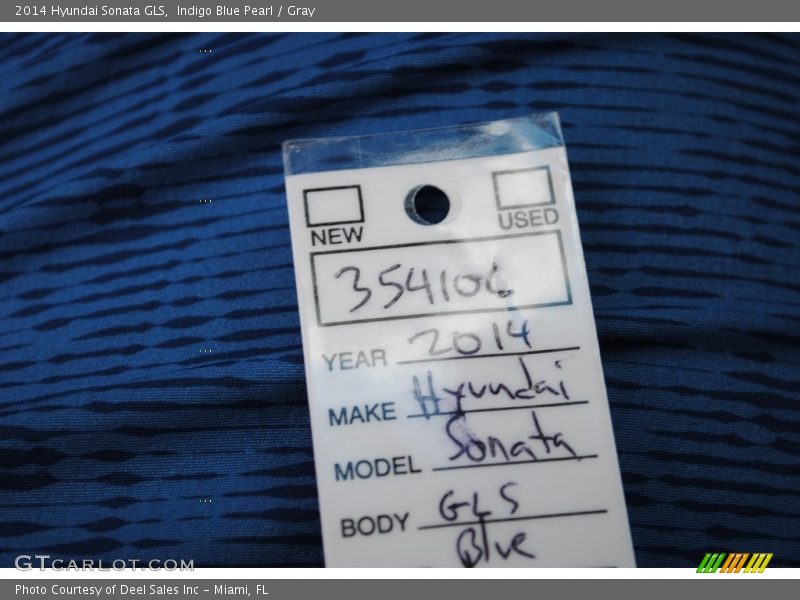 2014 Hyundai Sonata GLS, Indigo Blue Pearl / Gray
NEW USED
354106
YEAR 2014
MAKE Hyundai
MODEL Sonata
BODY GLS
Blue
GTCARLOT.COM
Photo Courtesy of Deel Sales Inc - Miami, FL